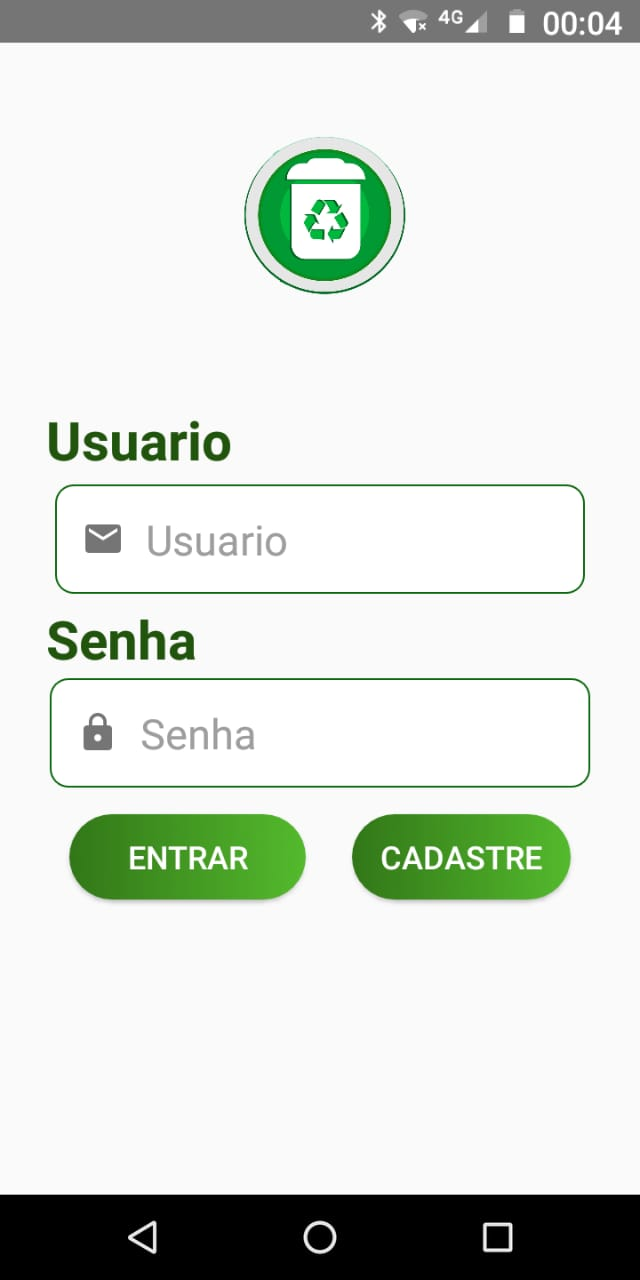 4G 00:04
Usuario
Usuario
Senha
Senha
ENTRAR CADASTRE